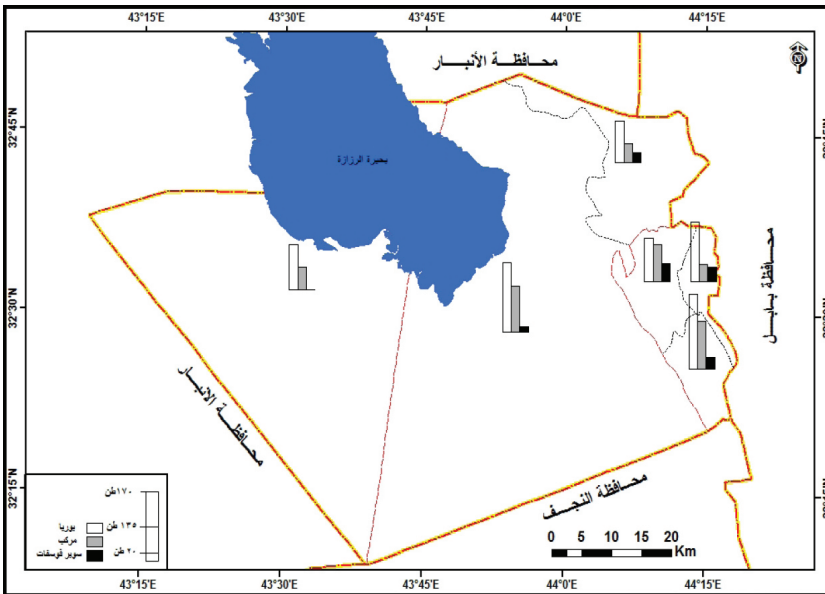 43°15'E 43°30'E 43°45'E 44°0'E 44°15'E
محافظة الأنبار
32°45'N
بحيرة الرزازة
محافظة بابل
32°30'N
محافظة الانبار
محافظة النجف
32°15'N
١٧٠ طن
١٣٥ طن
٢٠ طن
يوريا
مركب
سوبر فوسفات
0 5 10 15 20
Km
43°15'E 43°30'E 43°45'E 44°0'E 44°15'E